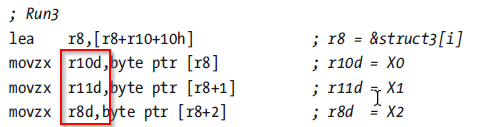 ; Run3
lea r8,[r8+r10+10h] ; r8 = &struct3[i]
movzx r10d,byte ptr [r8] ; r10d = X0
movzx r11d,byte ptr [r8+1] ; r11d = X1
movzx r8d,byte ptr [r8+2] ; r8d = X2